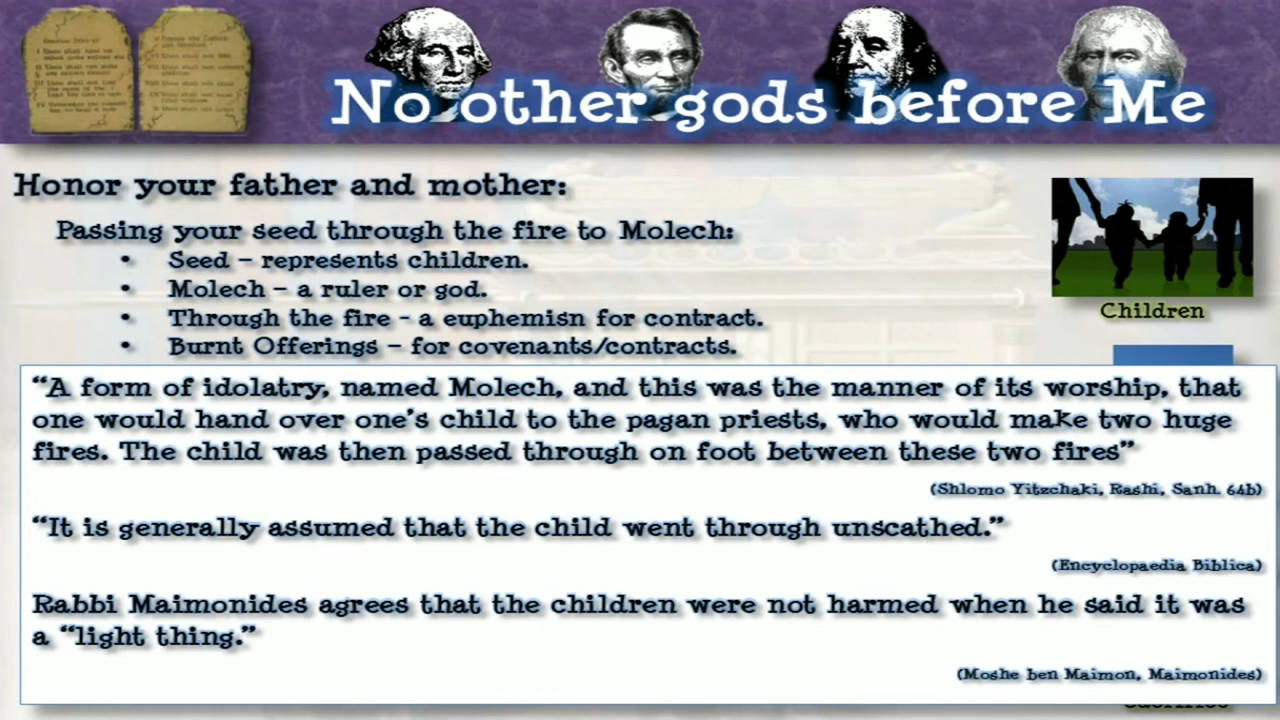 No other gods before Me
Honor your father and mother:
Passing your seed through the fire to Molech:
• Seed – represents children.
• Molech – a ruler or god.
• Through the fire - a euphemisn for contract.
• Burnt Offerings – for covenants/contracts.
Children
“A form of idolatry, named Molech, and this was the manner of its worship, that
one would hand over one’s child to the pagan priests, who would make two huge
fires. The child was then passed through on foot between these two fires”
(Shlomo Yitzchaki, Rashi, Sanh. 64b)
“It is generally assumed that the child went through unscathed.”
(Encyclopaedia Biblica)
Rabbi Maimonides agrees that the children were not harmed when he said it was
a “light thing.”
(Moshe ben Maimon, Maimonides)